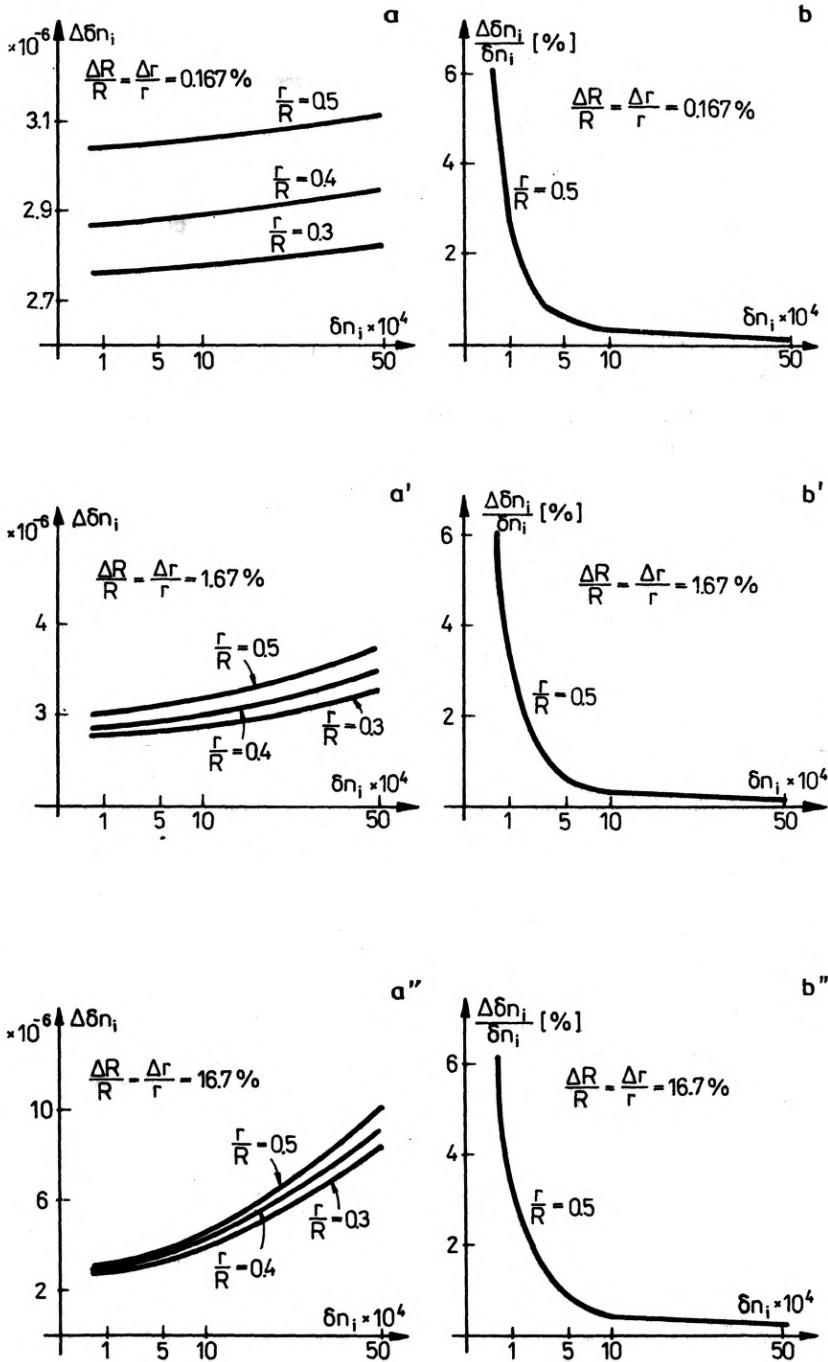 a
×10⁻⁶ Δδnᵢ
ΔR/R = Δr/r = 0.167 %
r/R = 0.5
r/R = 0.4
r/R = 0.3
3.1
2.9
2.7
δnᵢ × 10⁴
1 5 10 50
b
Δδnᵢ/δnᵢ [%]
ΔR/R = Δr/r = 0.167 %
r/R = 0.5
6
4
2
δnᵢ × 10⁴
1 5 10 50
a'
×10⁻⁶ Δδnᵢ
ΔR/R = Δr/r = 1.67 %
r/R = 0.5
r/R = 0.4
r/R = 0.3
4
3
δnᵢ × 10⁴
1 5 10 50
b'
Δδnᵢ/δnᵢ [%]
ΔR/R = Δr/r = 1.67 %
r/R = 0.5
6
4
2
δnᵢ × 10⁴
1 5 10 50
a"
×10⁻⁶ Δδnᵢ
ΔR/R = Δr/r = 16.7 %
r/R = 0.5
r/R = 0.4
r/R = 0.3
10
6
2
δnᵢ × 10⁴
1 5 10 50
b"
Δδnᵢ/δnᵢ [%]
ΔR/R = Δr/r = 16.7 %
r/R = 0.5
6
4
2
δnᵢ × 10⁴
1 5 10 50